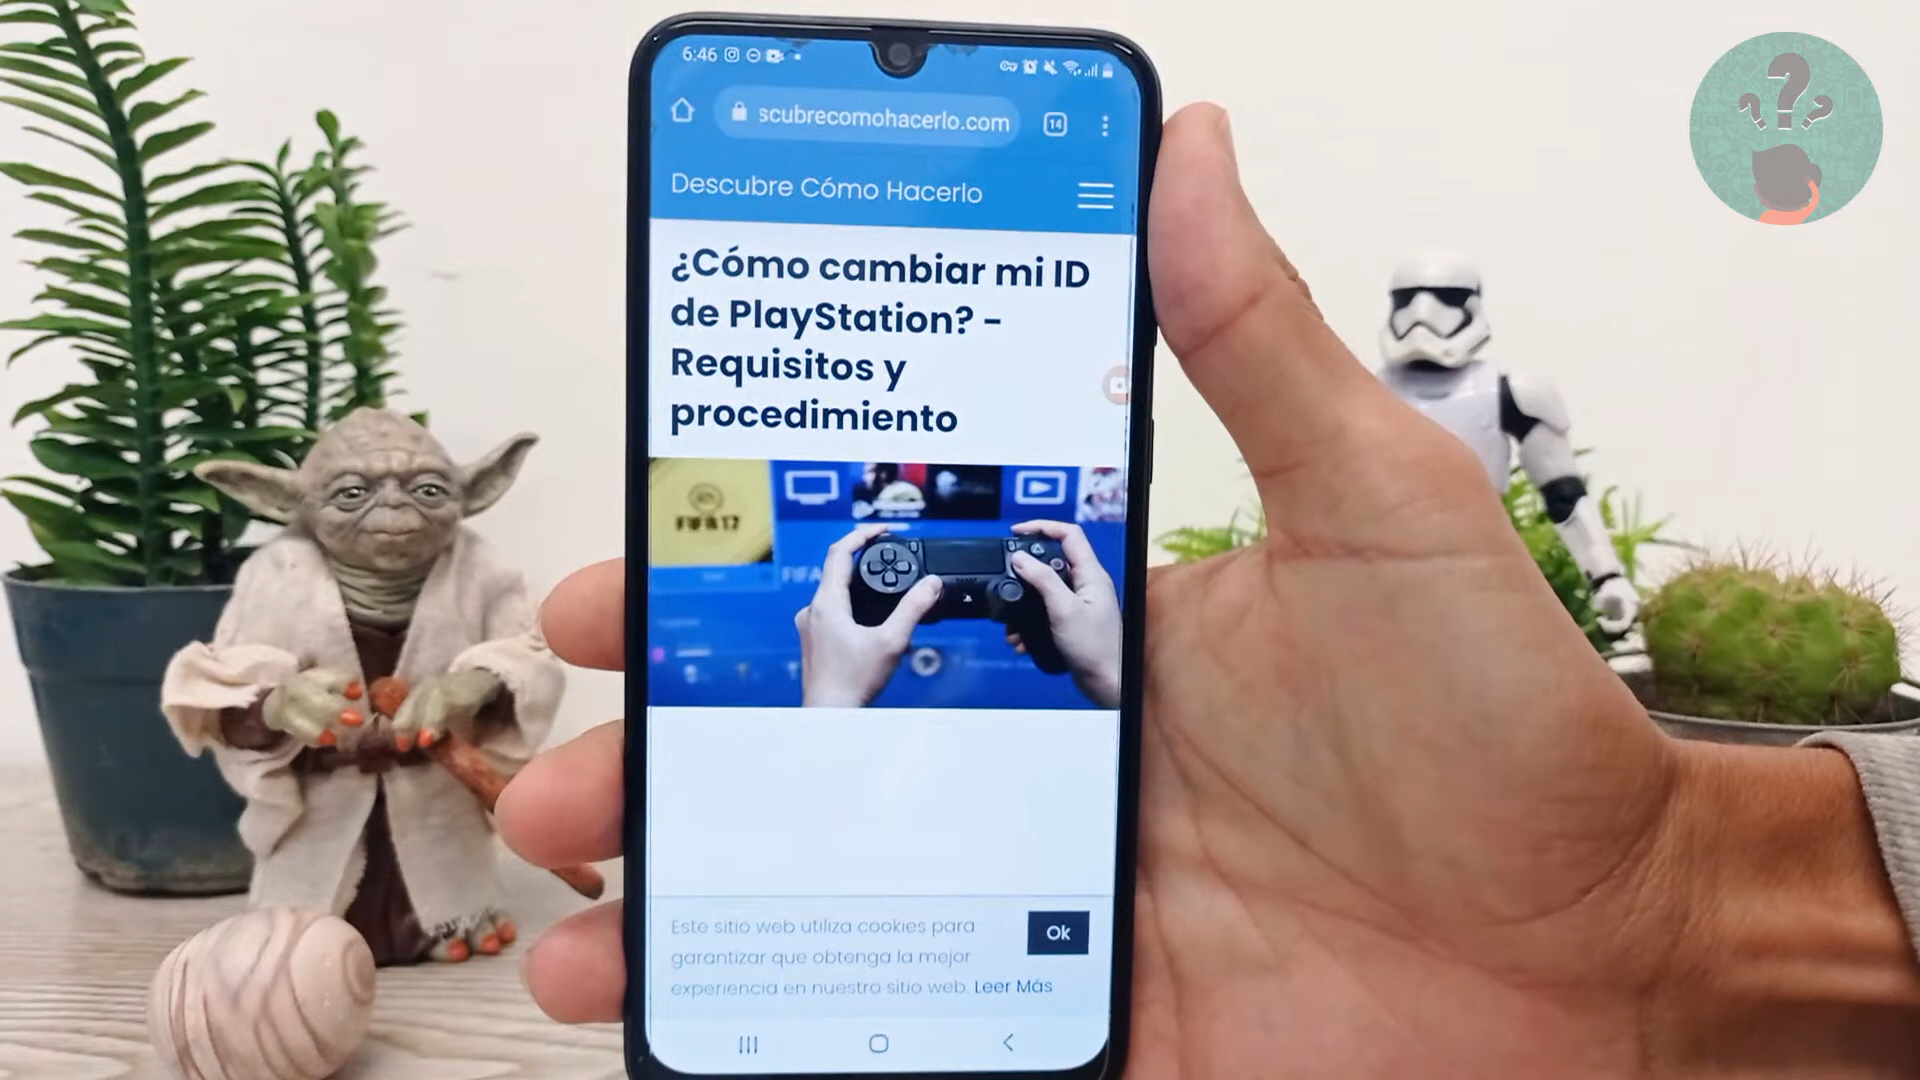 6:46
scubrecomohacerlo.com
14
Descubre Cómo Hacerlo
¿Cómo cambiar mi ID
de PlayStation? -
Requisitos y
procedimiento
FIFA 17
FIFA
Este sitio web utiliza cookies para
garantizar que obtenga la mejor
experiencia en nuestro sitio web. Leer Más
Ok